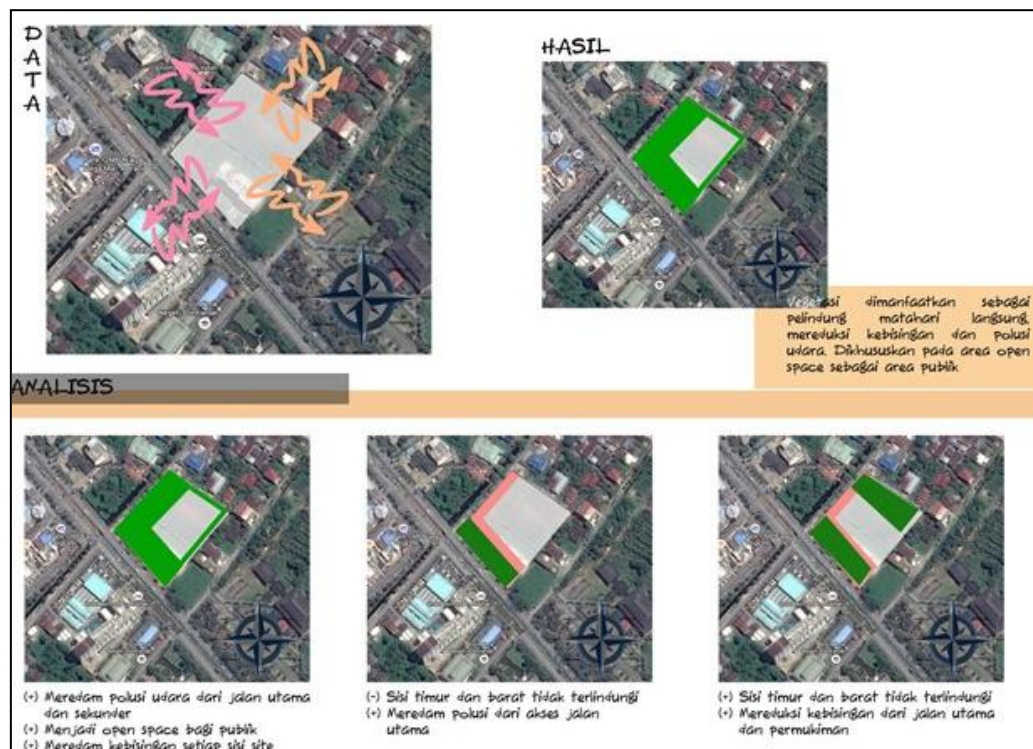 DATA
HASIL
Vegetasi dimanfaatkan sebagai
pelindung matahari langsung,
mereduksi kebisingan dan polusi
udara. Dikhususkan pada area open
space sebagai area publik
ANALISIS
(+) Meredam polusi udara dari jalan utama
dan sekunder
(+) Menjadi open space bagi publik
(+) Meredam kebisingan setiap sisi site
(-) Sisi timur dan barat tidak terlindungi
(+) Meredam polusi dari akses jalan
utama
(+) Sisi timur dan barat tidak terlindungi
(+) Mereduksi kebisingan dari jalan utama
dan permukiman